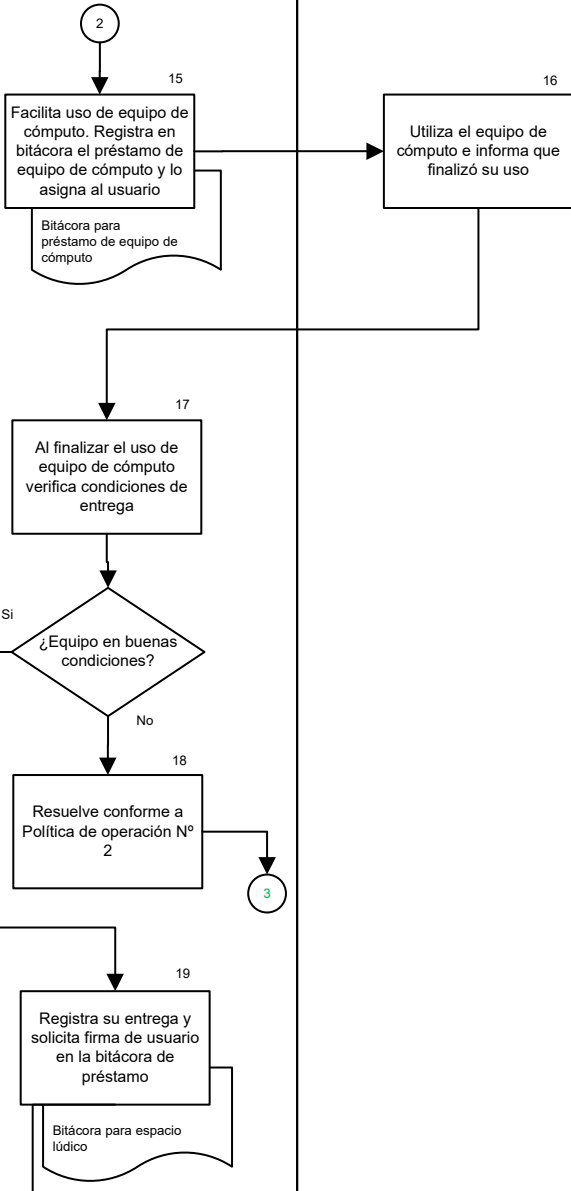 2
15
Facilita uso de equipo de
cómputo. Registra en
bitácora el préstamo de
equipo de cómputo y lo
asigna al usuario
Bitácora para
préstamo de equipo de
cómputo
16
Utiliza el equipo de
cómputo e informa que
finalizó su uso
17
Al finalizar el uso de
equipo de cómputo
verifica condiciones de
entrega
Si
¿Equipo en buenas
condiciones?
No
18
Resuelve conforme a
Política de operación Nº
2
3
19
Registra su entrega y
solicita firma de usuario
en la bitácora de
préstamo
Bitácora para espacio
lúdico